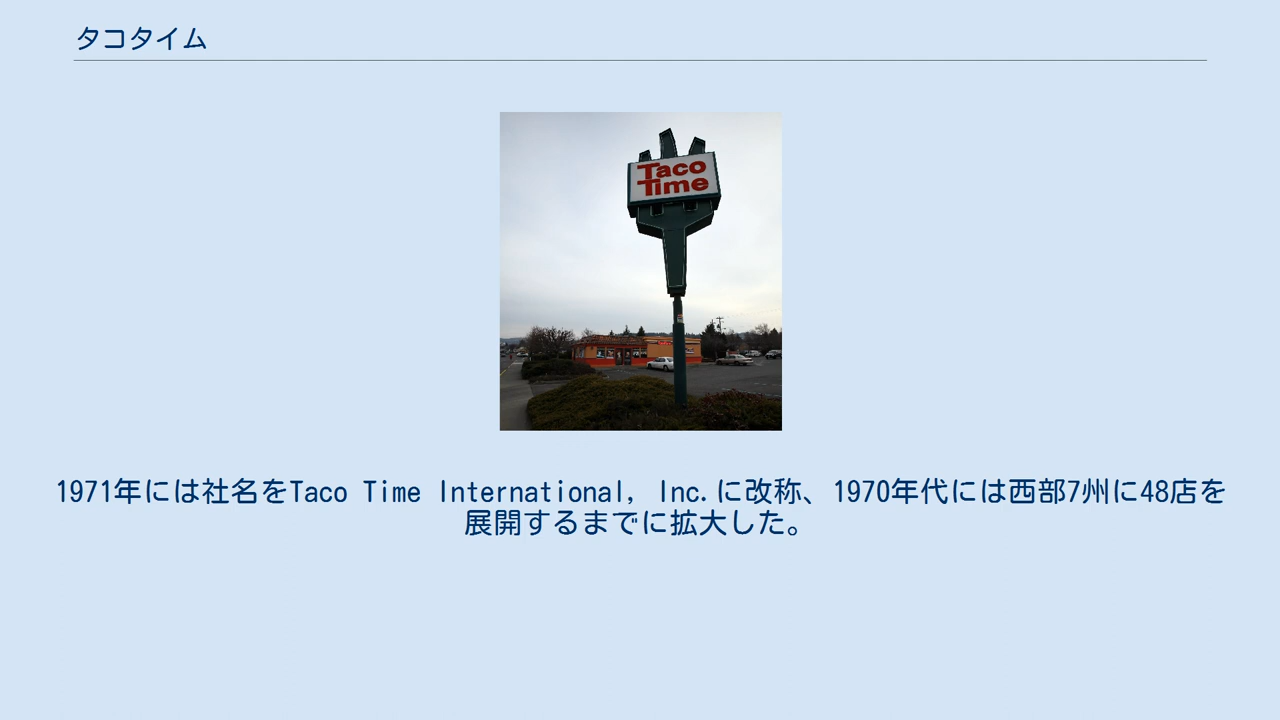 タコタイム
Taco
Time
1971年には社名をTaco Time International, Inc.に改称、1970年代には西部7州に48店を
展開するまでに拡大した。